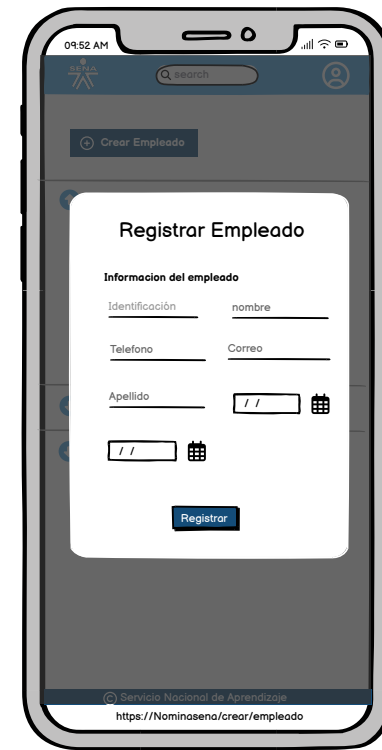 09:52 AM
SENA
search
Crear Empleado
Registrar Empleado
Informacion del empleado
Identificaciòn
nombre
Telefono
Correo
Apellido
/ /
/ /
Registrar
© Servicio Nacional de Aprendizaje
https://Nominasena/crear/empleado